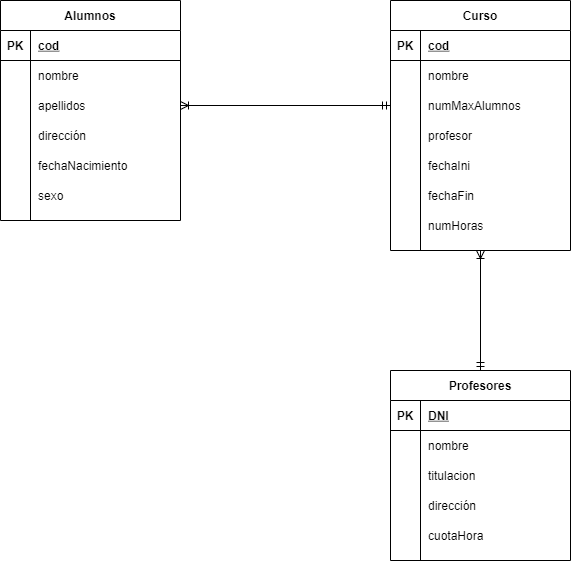 Alumnos
PK cod
nombre
apellidos
dirección
fechaNacimiento
sexo
Curso
PK cod
nombre
numMaxAlumnos
profesor
fechaIni
fechaFin
numHoras
Profesores
PK DNI
nombre
titulacion
dirección
cuotaHora